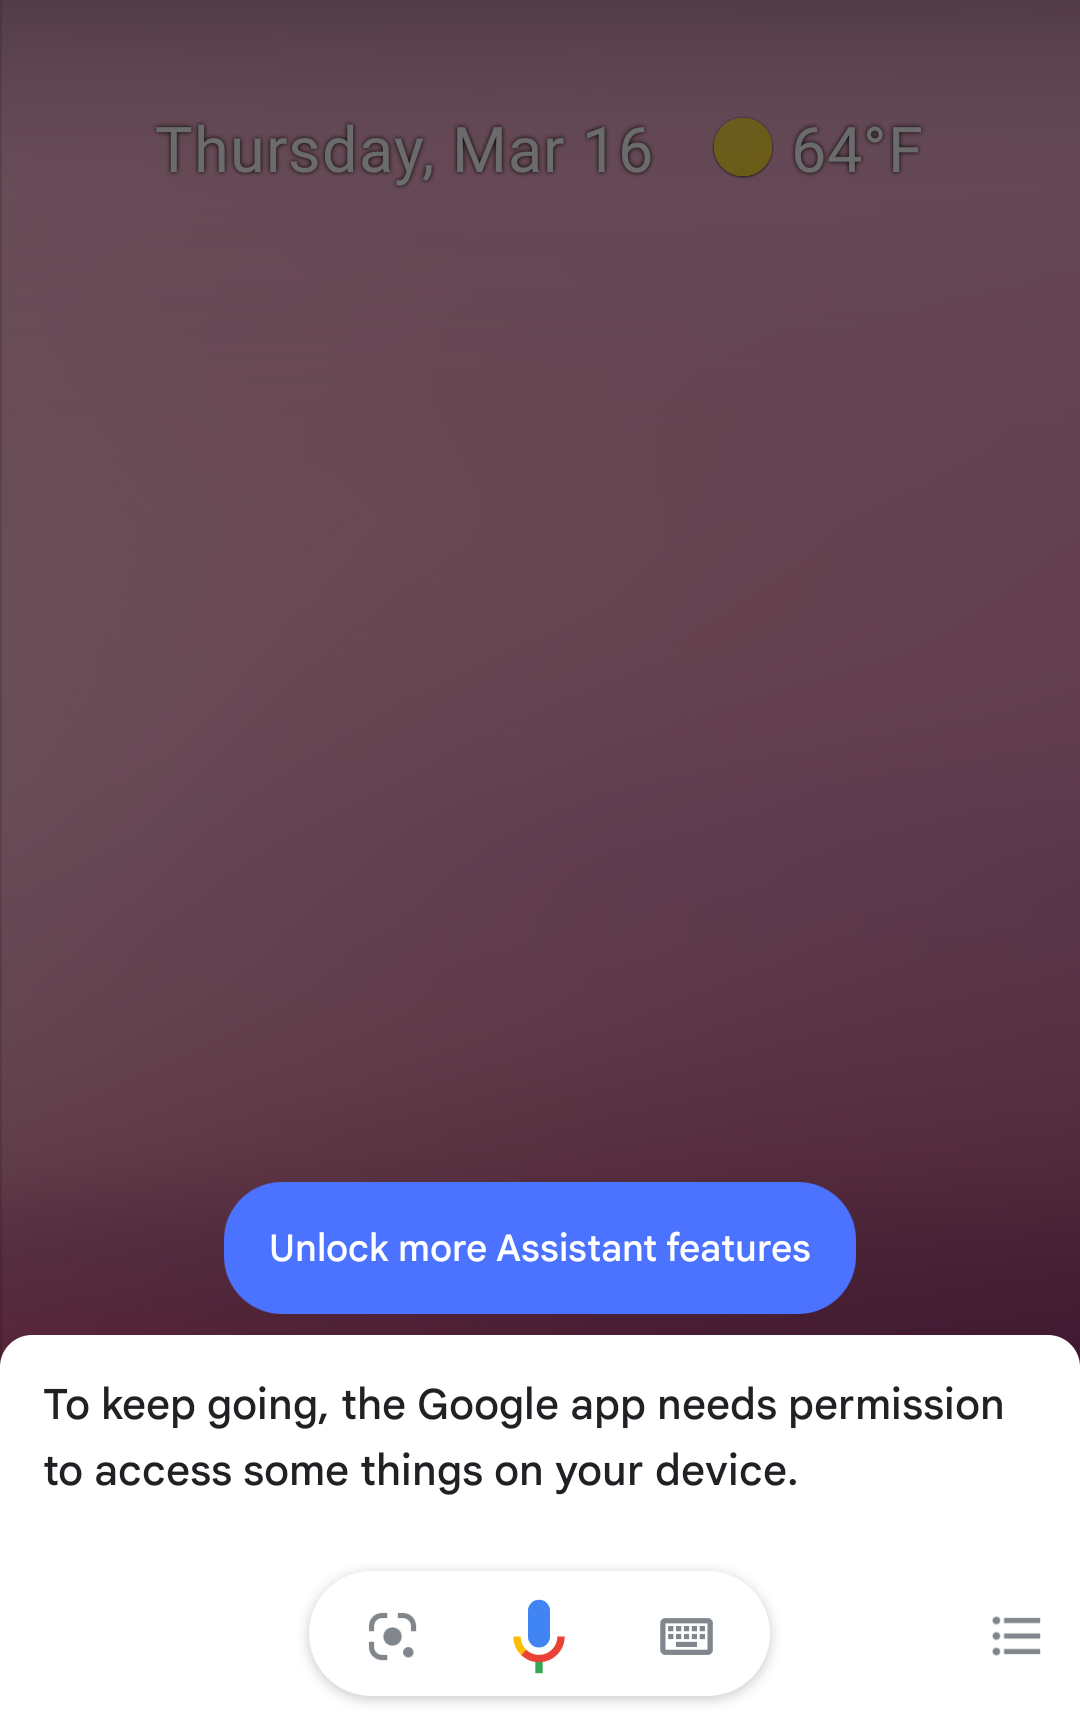 Thursday, Mar 16 64°F
Unlock more Assistant features
To keep going, the Google app needs permission
to access some things on your device.